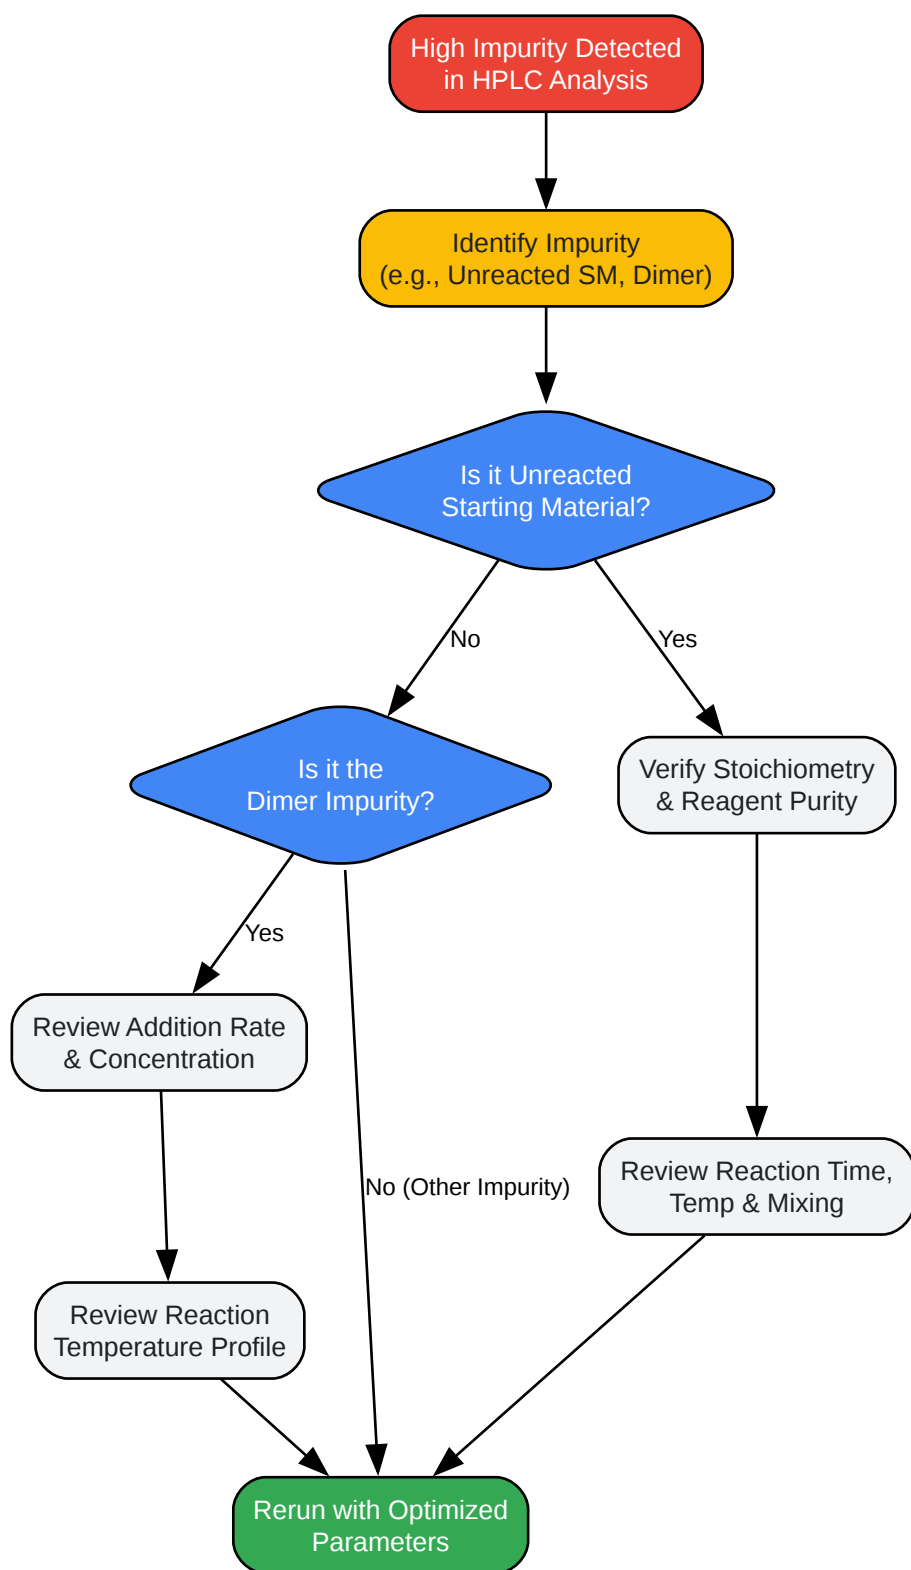 High Impurity Detected
in HPLC Analysis
Identify Impurity
(e.g., Unreacted SM, Dimer)
Is it Unreacted
Starting Material?
No
Yes
Is it the
Dimer Impurity?
Verify Stoichiometry
& Reagent Purity
Yes
Review Addition Rate
& Concentration
No (Other Impurity)
Review Reaction Time,
Temp & Mixing
Review Reaction
Temperature Profile
Rerun with Optimized
Parameters